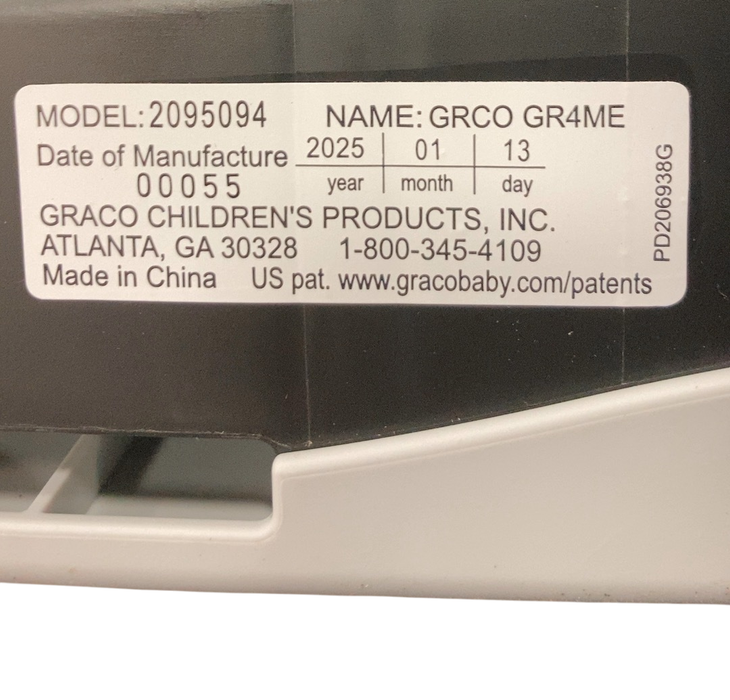 MODEL: 2095094 NAME: GRCO GR4ME
Date of Manufacture 2025 01 13
00055 year month day
GRACO CHILDREN'S PRODUCTS, INC.
ATLANTA, GA 30328 1-800-345-4109
Made in China US pat. www.gracobaby.com/patents
PD206938G